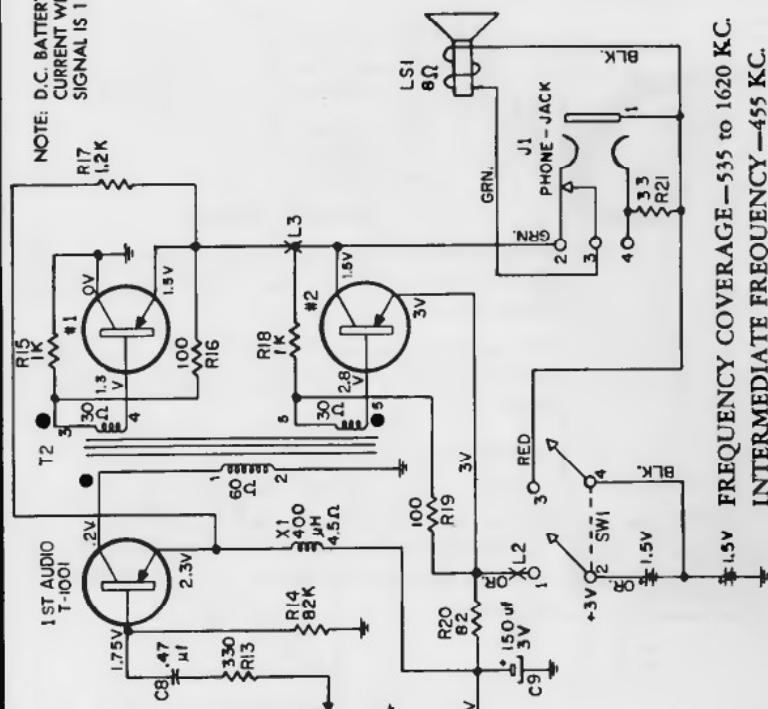 NOTE: D.C. BATTER
CURRENT W
SIGNAL IS 1
R17
1.2K
R15
1K
0V
#1
1.5V
1.3
V
100
R16
30
Ω
3
4
T2
L3
R18
1K
#2
1.5V
3V
2.8
V
30
Ω
5
5
60
Ω
1
2
1ST AUDIO
T-1001
.2V
2.3V
1.75V
X1
400
µH
4.5Ω
R14
82K
C8
.47
µf
330
R13
100
R19
3V
R20
82
OR.
L2
1
+
150 uf
3V
C9
V
LS1
8Ω
BLK.
GRN.
J1
PHONE-JACK
1
GRN.
2
3
4
3.3
R21
RED
3
4
BLK.
SW1
2
+3V
OR.
1.5V
1.5V
FREQUENCY COVERAGE—535 to 1620 KC.
INTERMEDIATE FREQUENCY—455 KC.